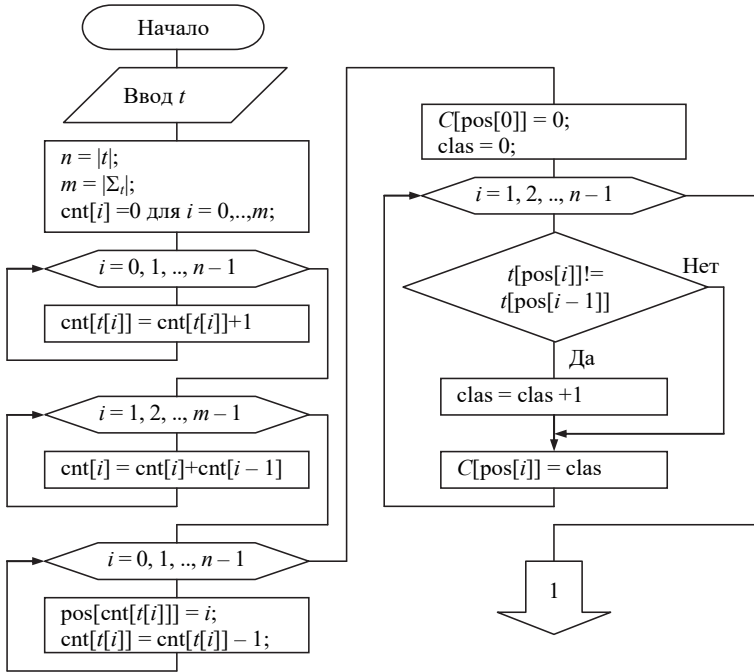 Начало
Ввод t
n = |t|;
m = |Σt|;
cnt[i] =0 для i = 0,..,m;
i = 0, 1, .., n – 1
cnt[t[i]] = cnt[t[i]]+1
i = 1, 2, .., m – 1
cnt[i] = cnt[i]+cnt[i – 1]
i = 0, 1, .., n – 1
pos[cnt[t[i]]] = i;
cnt[t[i]] = cnt[t[i]] – 1;
C[pos[0]] = 0;
clas = 0;
i = 1, 2, .., n – 1
t[pos[i]]!=
t[pos[i – 1]]
Нет
Да
clas = clas +1
C[pos[i]] = clas
1